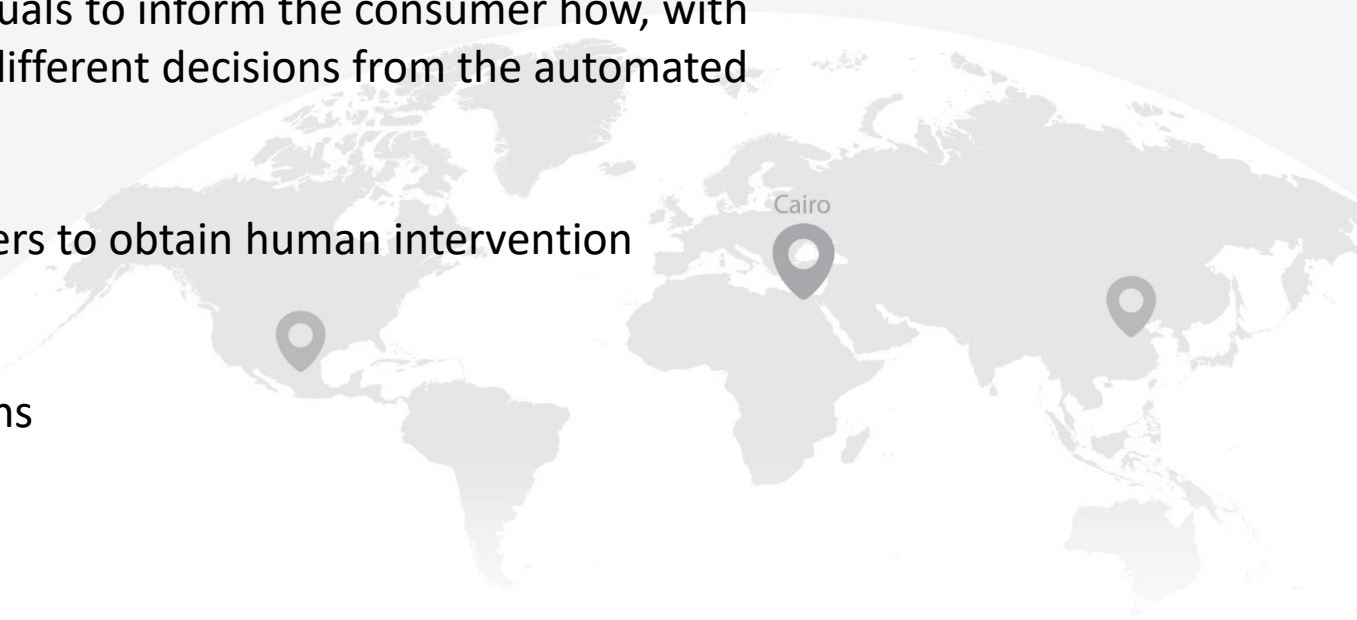 uals to inform the consumer how, with
different decisions from the automated
Cairo
ers to obtain human intervention
ns